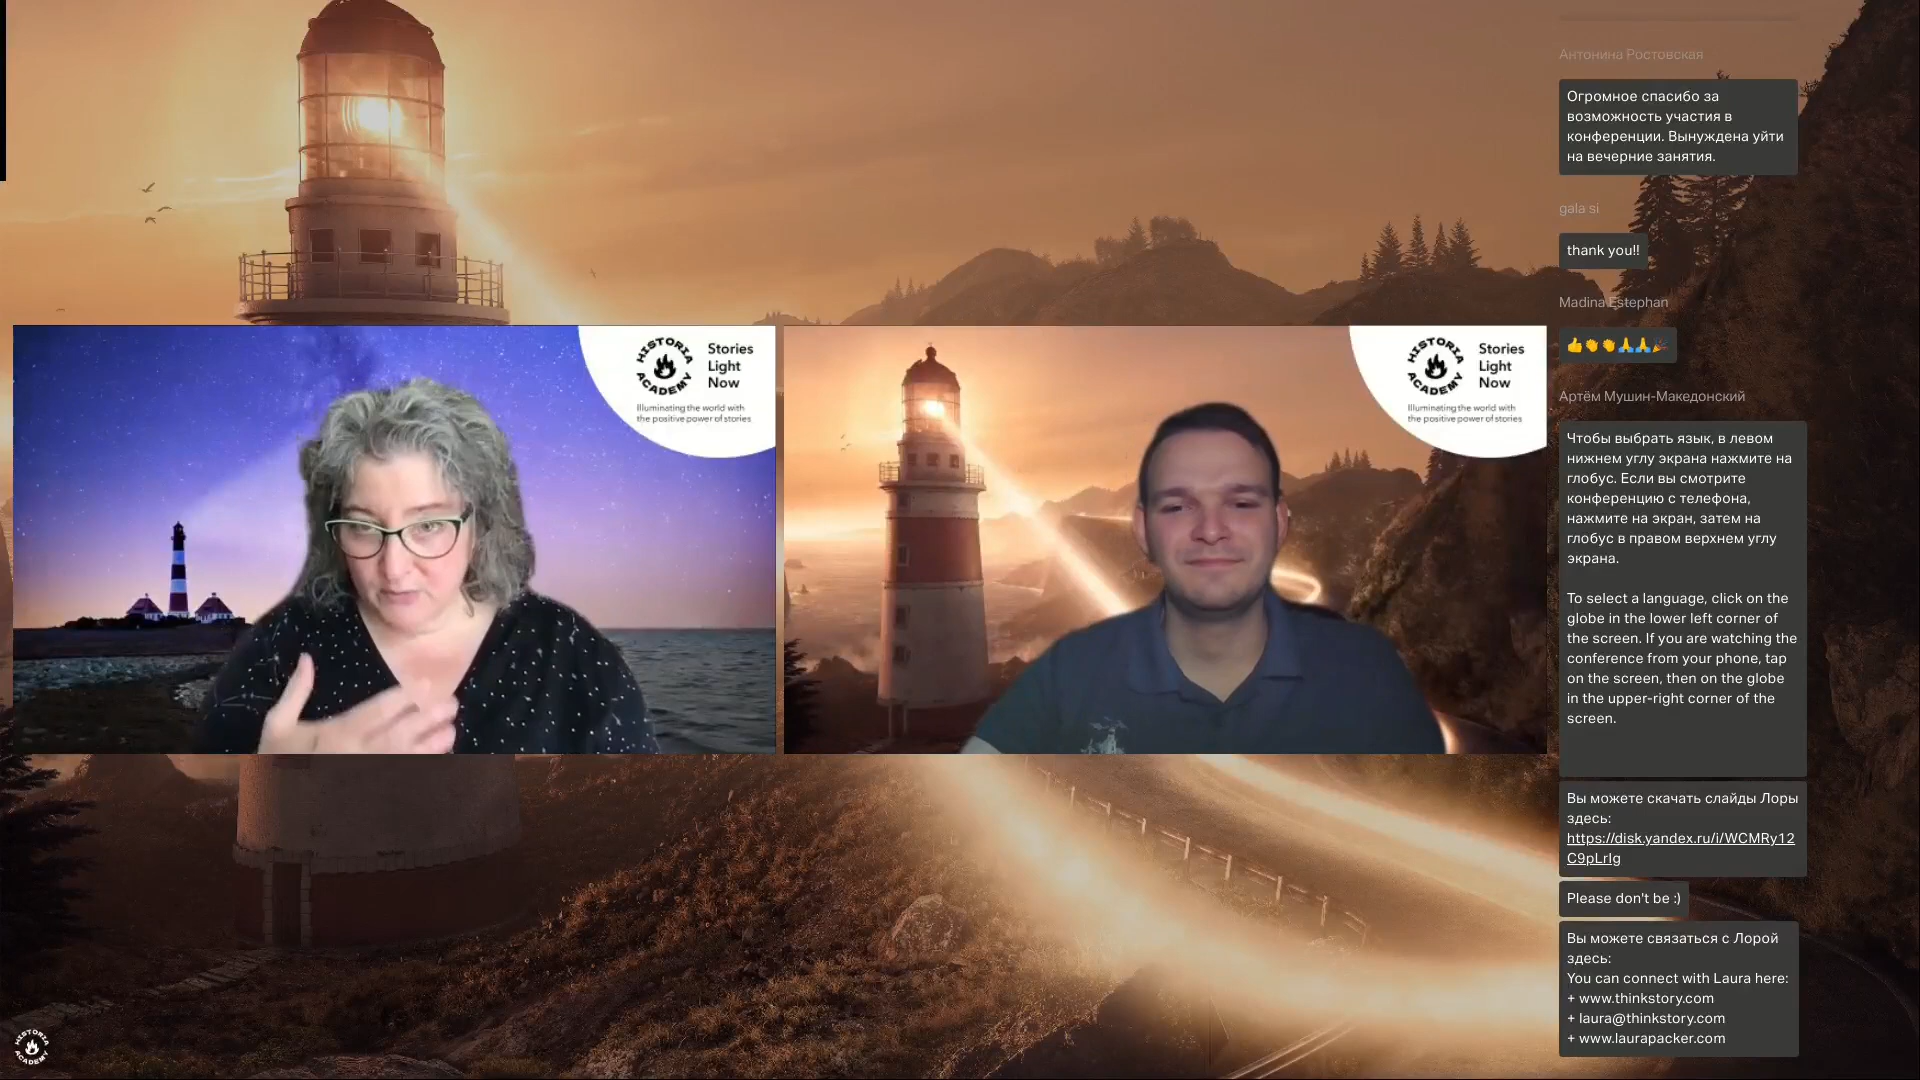 HISTORIA
ACADEMY
Stories
Light
Now
Illuminating the world with
the positive power of stories
HISTORIA
ACADEMY
Stories
Light
Now
Illuminating the world with
the positive power of stories
Антонина Ростовская
Огромное спасибо за
возможность участия в
конференции. Вынуждена уйти
на вечерние занятия.
gala si
thank you!!
Madina Estephan
👍👏👏🙏🙏🎉
Артём Мушин-Македонский
Чтобы выбрать язык, в левом
нижнем углу экрана нажмите на
глобус. Если вы смотрите
конференцию с телефона,
нажмите на экран, затем на
глобус в правом верхнем углу
экрана.
To select a language, click on the
globe in the lower left corner of
the screen. If you are watching the
conference from your phone, tap
on the screen, then on the globe
in the upper-right corner of the
screen.
Вы можете скачать слайды Лоры
здесь:
https://disk.yandex.ru/i/WCMRy12
C9pLrIg
Please don't be :)
Вы можете связаться с Лорой
здесь:
You can connect with Laura here:
+ www.thinkstory.com
+ laura@thinkstory.com
+ www.laurapacker.com
HISTORIA
ACADEMY